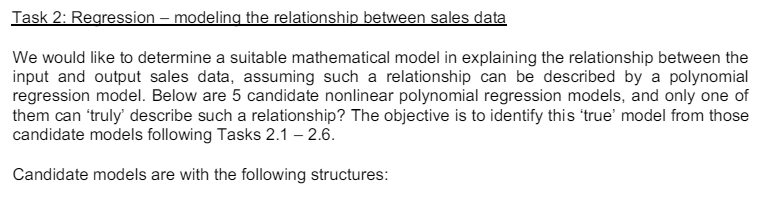 Task 2: Regression – modeling the relationship between sales data
We would like to determine a suitable mathematical model in explaining the relationship between the
input and output sales data, assuming such a relationship can be described by a polynomial
regression model. Below are 5 candidate nonlinear polynomial regression models, and only one of
them can ‘truly’ describe such a relationship? The objective is to identify this ‘true’ model from those
candidate models following Tasks 2.1 – 2.6.
Candidate models are with the following structures: